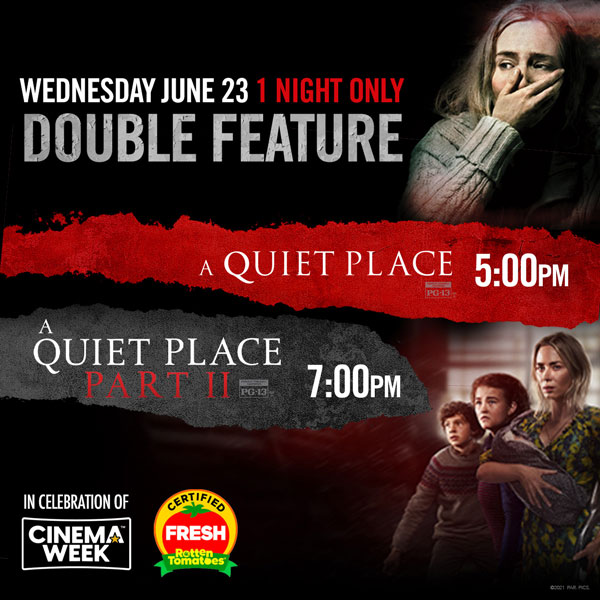 WEDNESDAY JUNE 23 1 NIGHT ONLY
DOUBLE FEATURE
A QUIET PLACE 5:00PM
PG-13
A
QUIET PLACE
PART II PG-13 7:00PM
IN CELEBRATION OF
CINEMA™
WEEK
CERTIFIED
FRESH
Rotten
Tomatoes®
©2021 PAR. PICS.